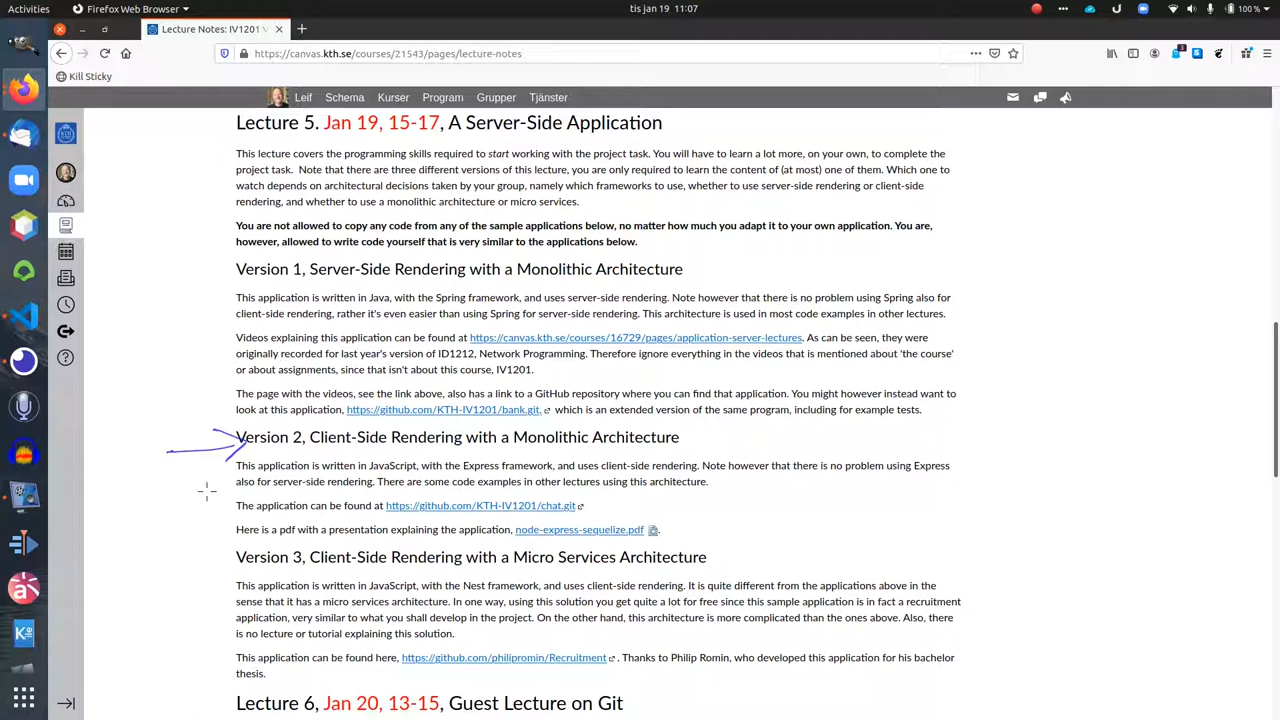 Activities
Firefox Web Browser
tis jan 19 11:07
100 %
Lecture Notes: IV1201 V
https://canvas.kth.se/courses/21543/pages/lecture-notes
3
Kill Sticky
Leif Schema Kurser Program Grupper Tjänster
Lecture 5. Jan 19, 15-17, A Server-Side Application
This lecture covers the programming skills required to start working with the project task. You will have to learn a lot more, on your own, to complete the
project task. Note that there are three different versions of this lecture, you are only required to learn the content of (at most) one of them. Which one to
watch depends on architectural decisions taken by your group, namely which frameworks to use, whether to use server-side rendering or client-side
rendering, and whether to use a monolithic architecture or micro services.
You are not allowed to copy any code from any of the sample applications below, no matter how much you adapt it to your own application. You are,
however, allowed to write code yourself that is very similar to the applications below.
Version 1, Server-Side Rendering with a Monolithic Architecture
This application is written in Java, with the Spring framework, and uses server-side rendering. Note however that there is no problem using Spring also for
client-side rendering, rather it's even easier than using Spring for server-side rendering. This architecture is used in most code examples in other lectures.
Videos explaining this application can be found at https://canvas.kth.se/courses/16729/pages/application-server-lectures. As can be seen, they were
originally recorded for last year's version of ID1212, Network Programming. Therefore ignore everything in the videos that is mentioned about 'the course'
or about assignments, since that isn't about this course, IV1201.
The page with the videos, see the link above, also has a link to a GitHub repository where you can find that application. You might however instead want to
look at this application, https://github.com/KTH-IV1201/bank.git, which is an extended version of the same program, including for example tests.
Version 2, Client-Side Rendering with a Monolithic Architecture
This application is written in JavaScript, with the Express framework, and uses client-side rendering. Note however that there is no problem using Express
also for server-side rendering. There are some code examples in other lectures using this architecture.
The application can be found at https://github.com/KTH-IV1201/chat.git
Here is a pdf with a presentation explaining the application, node-express-sequelize.pdf.
Version 3, Client-Side Rendering with a Micro Services Architecture
This application is written in JavaScript, with the Nest framework, and uses client-side rendering. It is quite different from the applications above in the
sense that it has a micro services architecture. In one way, using this solution you get quite a lot for free since this sample application is in fact a recruitment
application, very similar to what you shall develop in the project. On the other hand, this architecture is more complicated than the ones above. Also, there
is no lecture or tutorial explaining this solution.
This application can be found here, https://github.com/philipromin/Recruitment . Thanks to Philip Romin, who developed this application for his bachelor
thesis.
Lecture 6, Jan 20, 13-15, Guest Lecture on Git